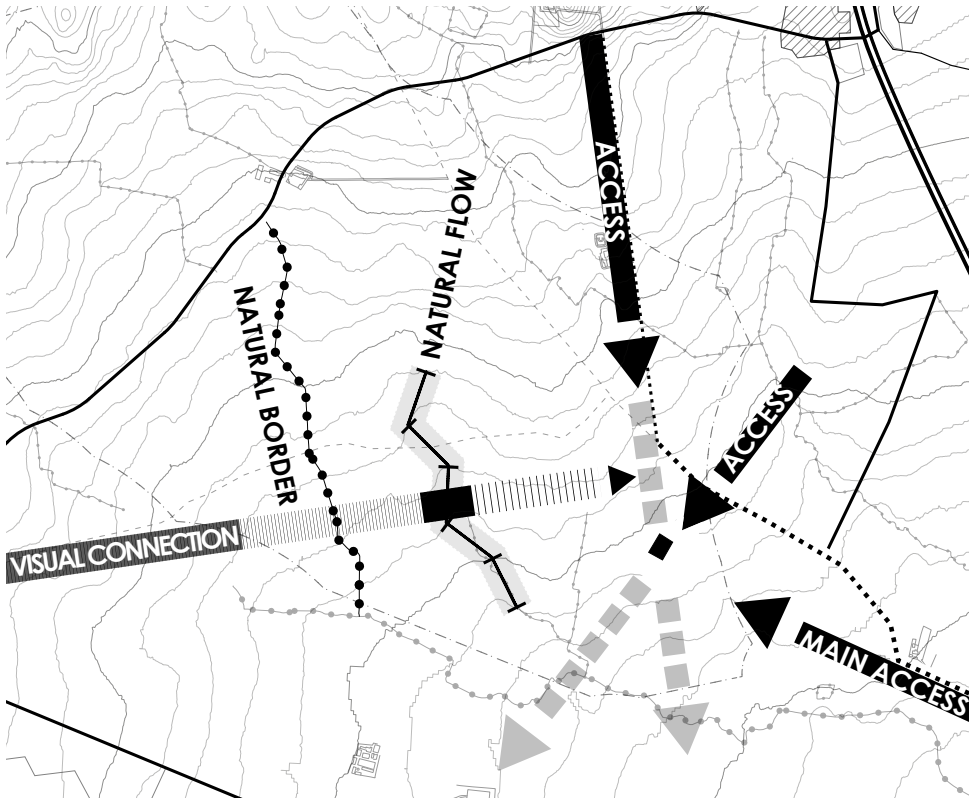 ACCESS
NATURAL FLOW
NATURAL BORDER
ACCESS
VISUAL CONNECTION
MAIN ACCESS